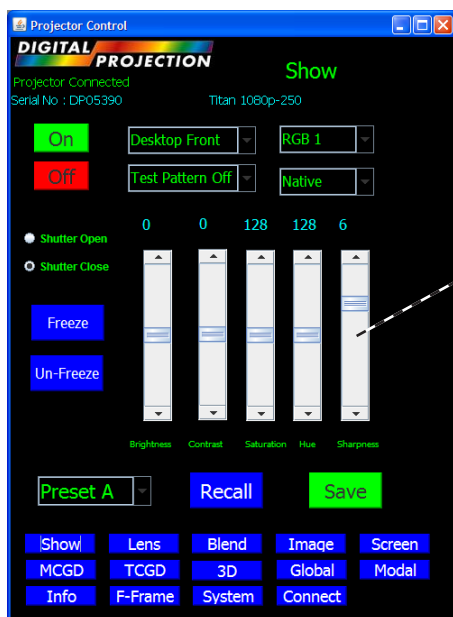 Projector Control
DIGITAL
PROJECTION
Show
Projector Connected
Serial No : DP05390 Titan 1080p-250
On Desktop Front RGB 1
Off Test Pattern Off Native
0 0 128 128 6
Shutter Open
Shutter Close
Freeze
Un-Freeze
Brightness Contrast Saturation Hue Sharpness
Preset A Recall Save
Show Lens Blend Image Screen
MCGD TCGD 3D Global Modal
Info F-Frame System Connect